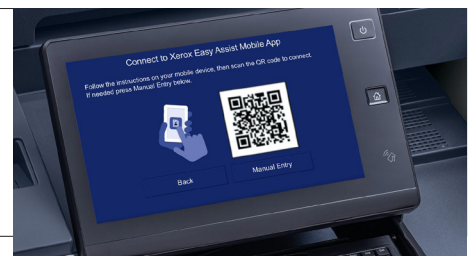 Connect to Xerox Easy Assist Mobile App
Follow the instructions on your mobile device, then scan the QR code to connect.
If needed press Manual Entry below.
Back
Manual Entry